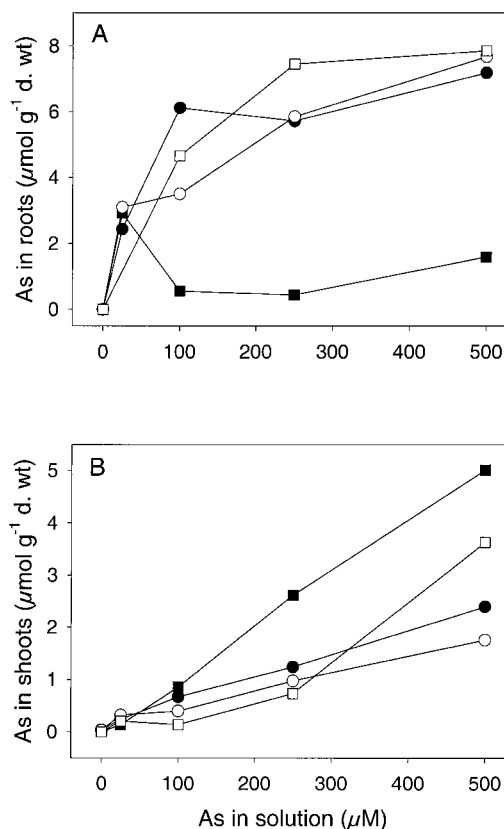 A
8
6
4
2
0
As in roots (µmol g⁻¹ d. wt)
0 100 200 300 400 500
B
5
4
3
2
1
0
As in shoots (µmol g⁻¹ d. wt)
0 100 200 300 400 500
As in solution (µM)